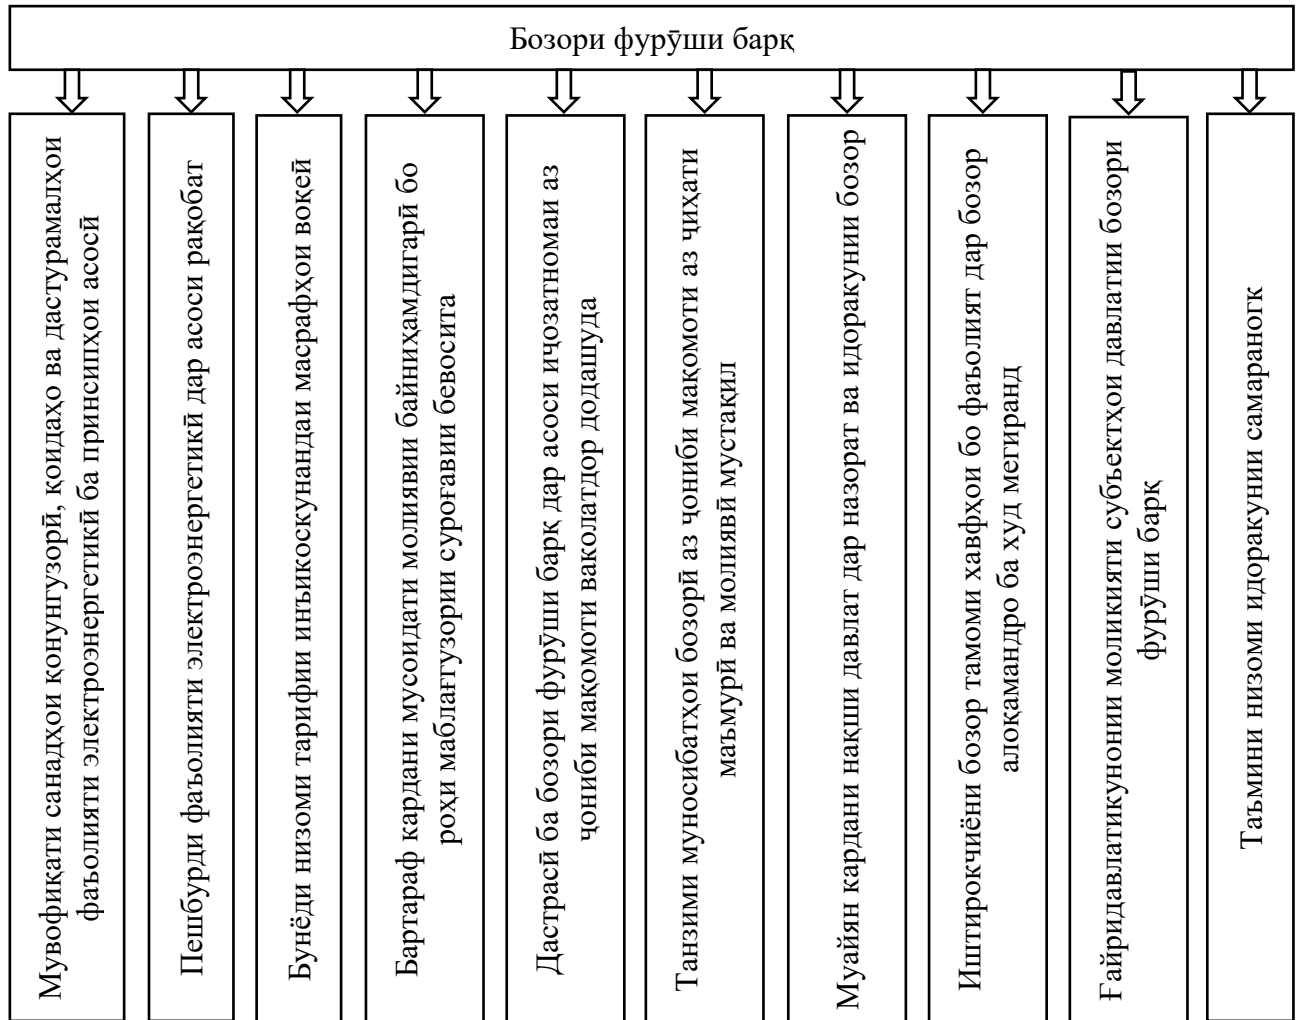 Бозори фурӯши барқ
Мувофиқати санадҳои қонунгузорӣ, қоидаҳо ва дастурамалҳои
фаъолияти электроэнергетикӣ ба принсипҳои асосӣ
Пешбурди фаъолияти электроэнергетикӣ дар асоси рақобат
Бунёди низоми тарифии инъикоскунандаи масрафҳои воқеӣ
Бартараф кардани мусоидати молиявии байниҳамдигарӣ бо
роҳи маблағгузории суроғавии бевосита
Дастрасӣ ба бозори фурӯши барқ дар асоси иҷозатномаи аз
ҷониби мақомоти ваколатдор додашуда
Танзими муносибатҳои бозорӣ аз ҷониби мақомоти аз ҷиҳати
маъмурӣ ва молиявӣ мустақил
Муайян кардани нақши давлат дар назорат ва идоракунии бозор
Иштирокчиёни бозор тамоми хавфҳои бо фаъолият дар бозор
алоқамандро ба худ мегиранд
Ғайридавлатикунонии моликияти субъектҳои давлатии бозори
фурӯши барқ
Таъмини низоми идоракунии самараногк